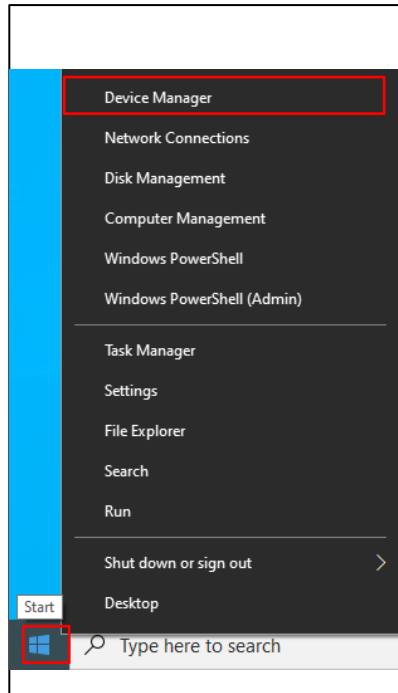 Device Manager
Network Connections
Disk Management
Computer Management
Windows PowerShell
Windows PowerShell (Admin)
Task Manager
Settings
File Explorer
Search
Run
Shut down or sign out
Desktop
Start
Type here to search